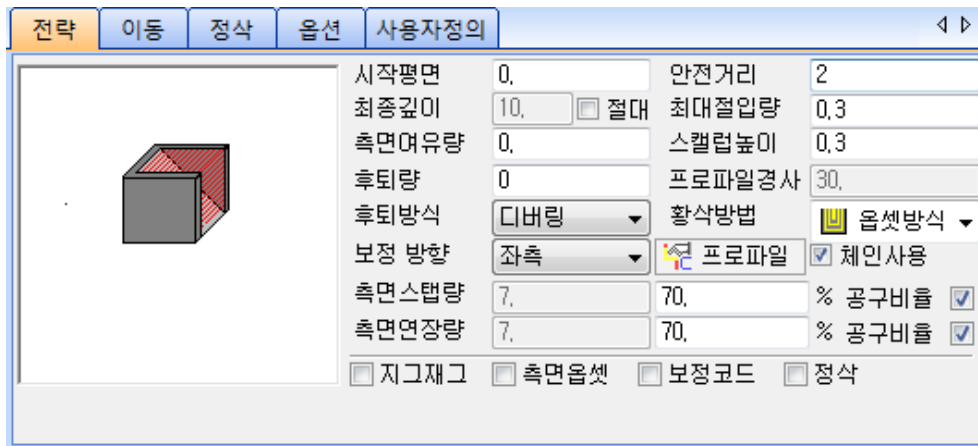 전략 이동 정삭 옵션 사용자정의
시작평면 0, 안전거리 2
최종깊이 10, 절대 최대절입량 0,3
측면여유량 0, 스캘럽높이 0,3
후퇴량 0 프로파일경사 30,
후퇴방식 디버링 황삭방법 옵셋방식
보정 방향 좌측 프로파일 체인사용
측면스탭량 7, 70, % 공구비율
측면연장량 7, 70, % 공구비율
지그재그 측면옵셋 보정코드 정삭